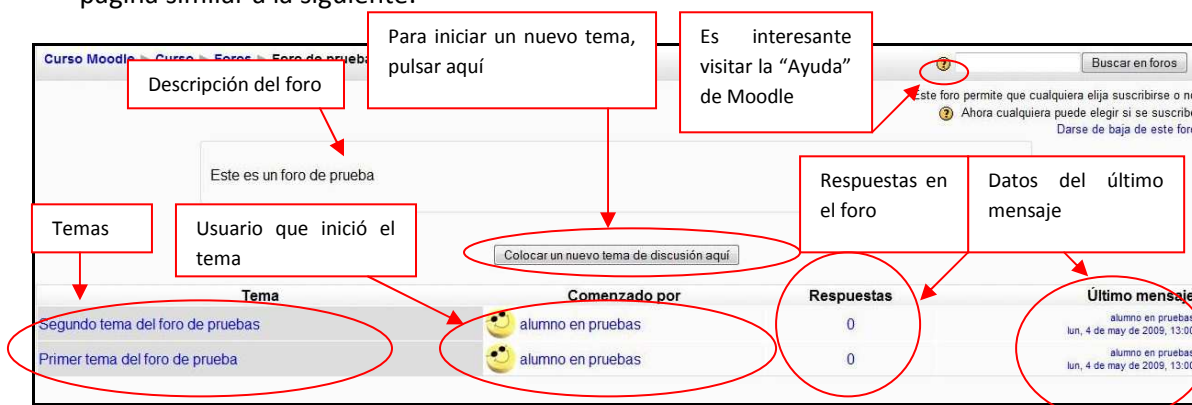 pagina similar a la siguiente:
Para iniciar un nuevo tema,
pulsar aquí
Es interesante
visitar la “Ayuda”
de Moodle
Curso Moodle ► Curso ► Foros ► Foro de prueba
Buscar en foros
Descripción del foro
Este foro permite que cualquiera elija suscribirse o no
Ahora cualquiera puede elegir si se suscribe
Darse de baja de este foro
Este es un foro de prueba
Respuestas en
el foro
Datos del último
mensaje
Temas
Usuario que inició el
tema
Colocar un nuevo tema de discusión aquí
Tema Comenzado por Respuestas Último mensaje
Segundo tema del foro de pruebas alumno en pruebas 0 alumno en pruebas
lun, 4 de may de 2009, 13:00
Primer tema del foro de prueba alumno en pruebas 0 alumno en pruebas
lun, 4 de may de 2009, 13:00